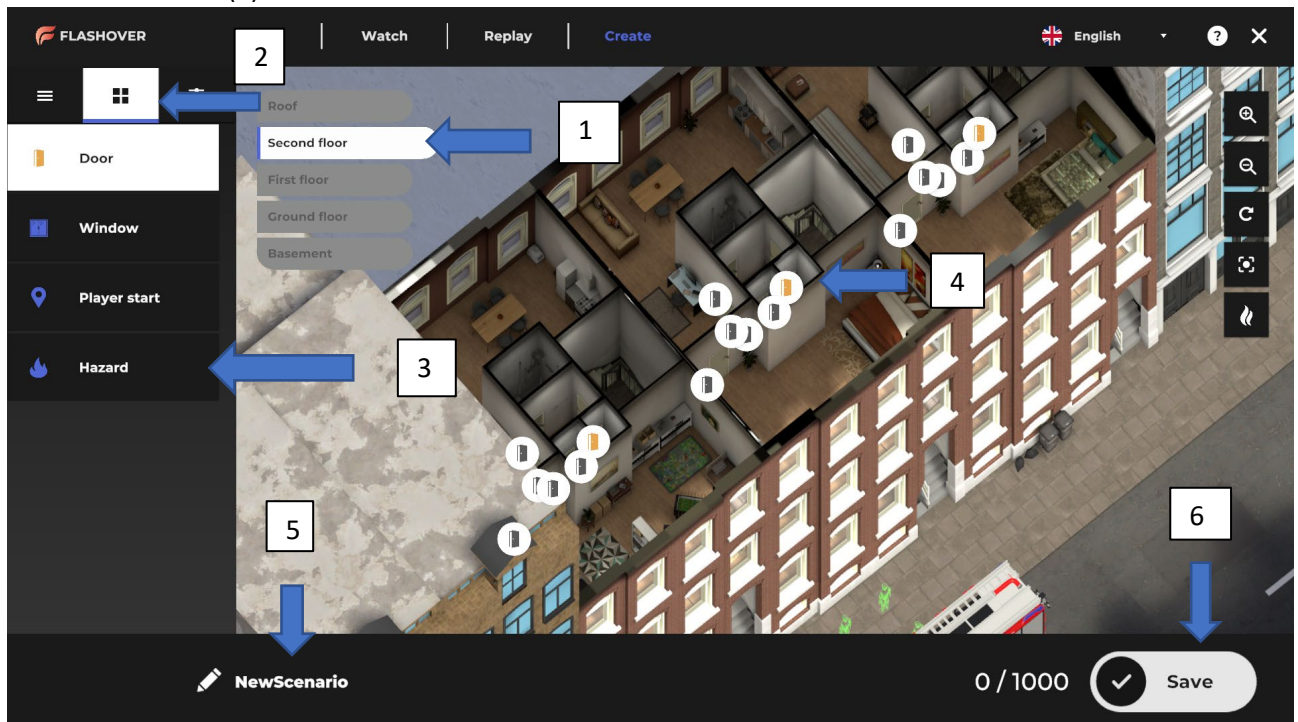 FLASHOVER
Watch
Replay
Create
English
?
2
Roof
1
Second floor
Door
First floor
Window
Ground floor
Basement
4
Player start
3
Hazard
5
6
NewScenario
0 / 1000
Save